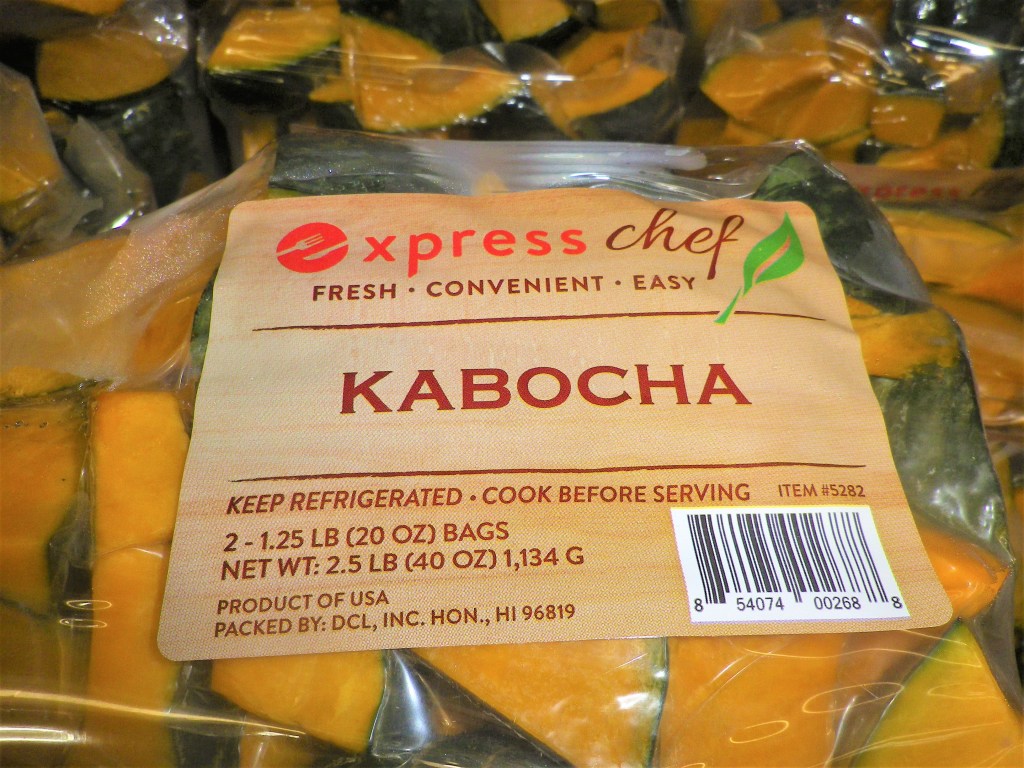 express chef
FRESH • CONVENIENT • EASY
KABOCHA
KEEP REFRIGERATED • COOK BEFORE SERVING ITEM #5282
2 - 1.25 LB (20 OZ) BAGS
NET WT: 2.5 LB (40 OZ) 1,134 G
PRODUCT OF USA
PACKED BY: DCL, INC. HON., HI 96819
8 54074 00268 8
EXPRESS